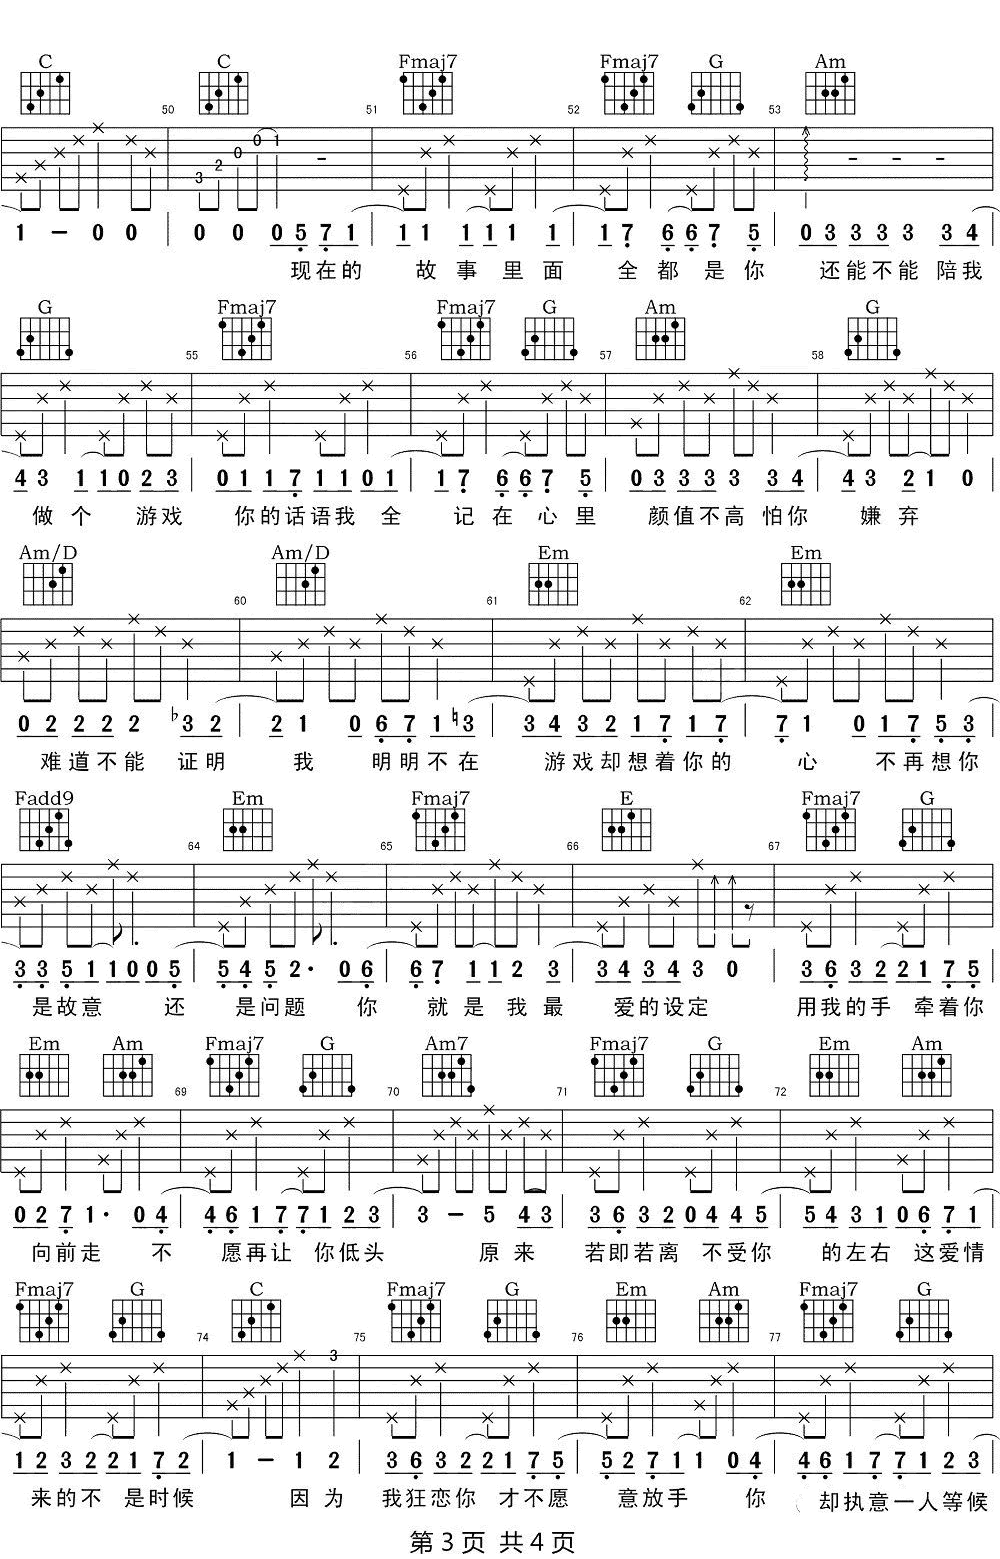 C C Fmaj7 Fmaj7 G Am
50 51 52 53
3 2 0 0 1 -
1 - 0 0 0 0 0 5 7 1 1 1 1 1 1 1 1 7 6 6 7 5 0 3 3 3 3 3 4
现在的 故事里面 全都是你 还能不能陪我
G Fmaj7 Fmaj7 G Am G
55 56 57 58
4 3 1 1 0 2 3 0 1 1 7 1 1 0 1 1 7 6 6 7 5 0 3 3 3 3 3 4 4 3 2 1 0
做个 游戏 你的话语我 全 记在心里 颜值不高怕你 嫌弃
Am/D Am/D Em Em
60 61 62
0 2 2 2 2 ♭3 2 2 1 0 6 7 1 ♮3 3 4 3 2 1 7 1 7 7 1 0 1 7 5 3
难道不能 证明 我 明明不在 游戏却想着你的 心 不再想你
Fadd9 Em Fmaj7 E Fmaj7 G
64 65 66 67
3 3 5 1 1 0 0 5 5 4 5 2· 0 6 6 7 1 1 2 3 3 4 3 4 3 0 3 6 3 2 2 1 7 5
是故意 还 是问题 你 就是我最 爱的设定 用我的手 牵着你
Em Am Fmaj7 G Am7 Fmaj7 G Em Am
69 70 71 72
0 2 7 1· 0 4 4 6 1 7 7 1 2 3 3 - 5 4 3 3 6 3 2 0 4 4 5 5 4 3 1 0 6 7 1
向前走 不 愿再让 你低头 原来 若即若离 不受你 的左右 这爱情
Fmaj7 G C Fmaj7 G Em Am Fmaj7 G
74 75 76 77
3
1 2 3 2 2 1 7 2 1 - 1 2 3 6 3 2 2 1 7 5 5 2 7 1 1 0 4 4 6 1 7 7 1 2 3
来的不 是时候 因为 我狂恋你 才不愿 意放手 你 却执意一人等候
第 3 页 共 4 页